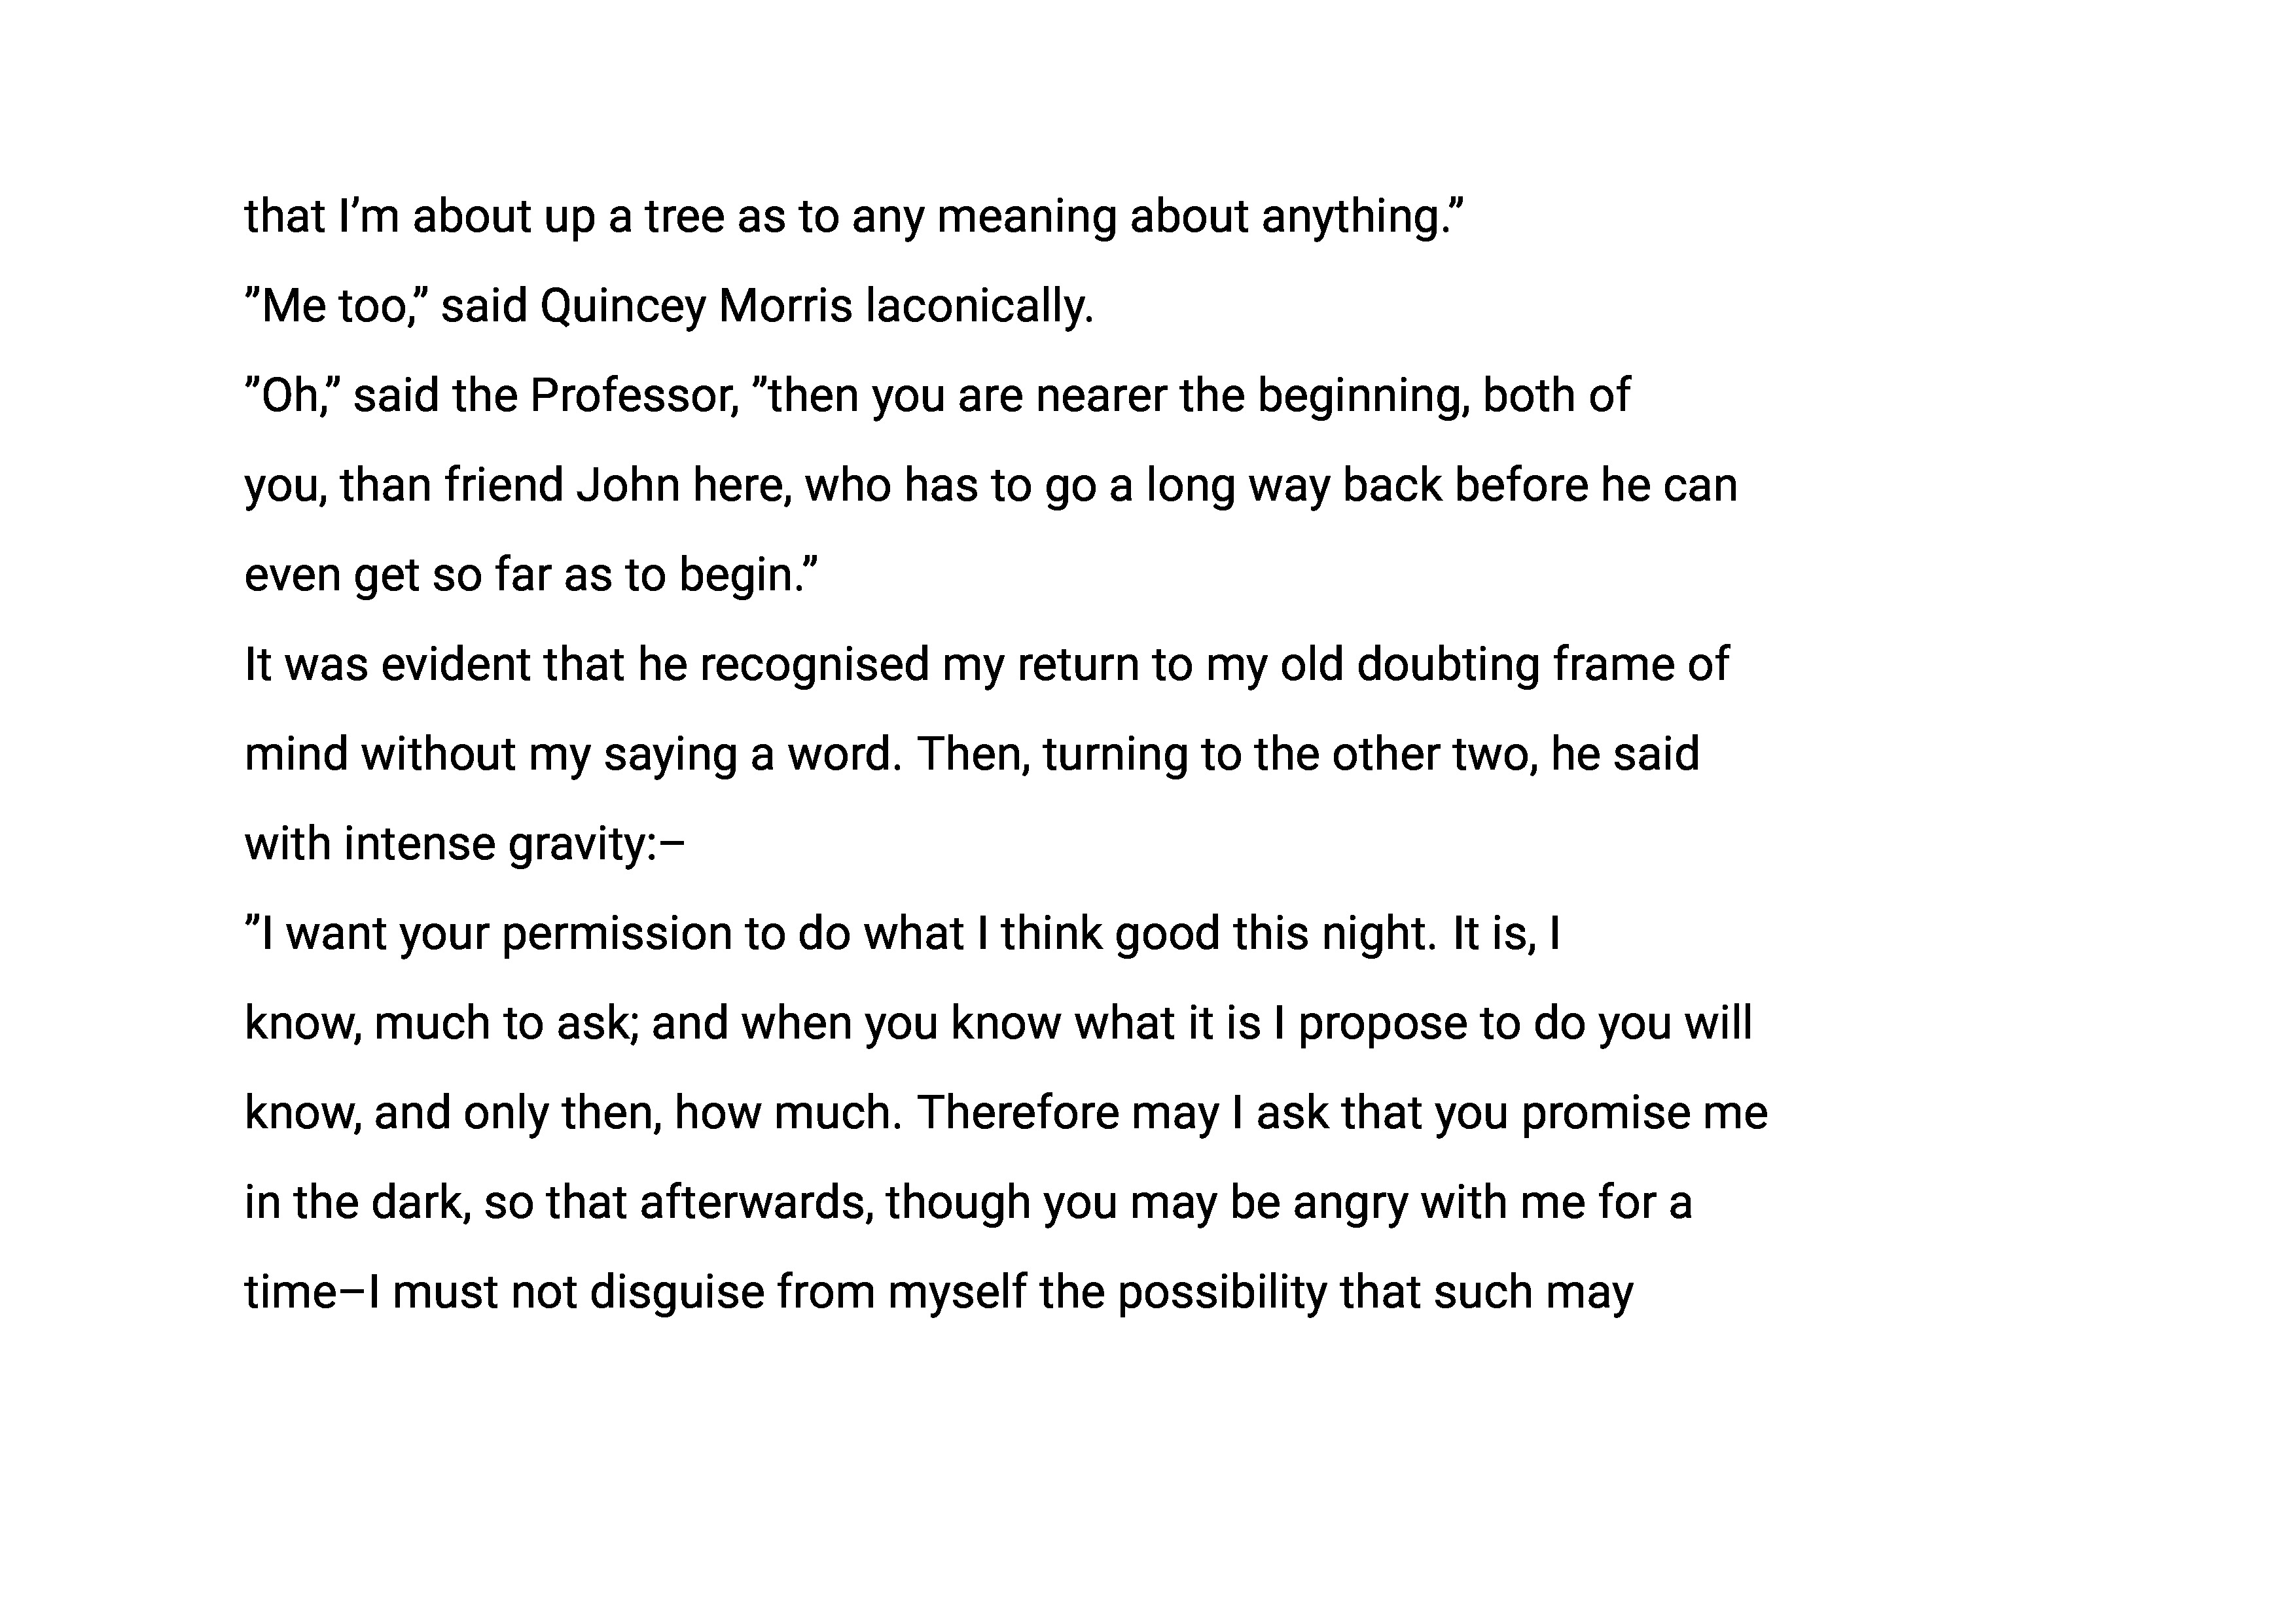 that I’m about up a tree as to any meaning about anything.”
”Me too,” said Quincey Morris laconically.
”Oh,” said the Professor, ”then you are nearer the beginning, both of
you, than friend John here, who has to go a long way back before he can
even get so far as to begin.”
It was evident that he recognised my return to my old doubting frame of
mind without my saying a word. Then, turning to the other two, he said
with intense gravity:–
”I want your permission to do what I think good this night. It is, I
know, much to ask; and when you know what it is I propose to do you will
know, and only then, how much. Therefore may I ask that you promise me
in the dark, so that afterwards, though you may be angry with me for a
time–I must not disguise from myself the possibility that such may